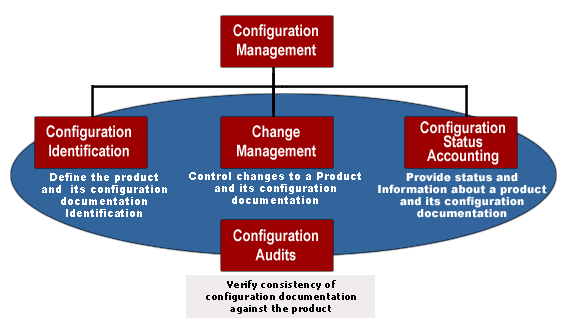 Configuration
Management
Configuration
Identification
Change
Management
Configuration
Status
Accounting
Define the product
and its configuration
documentation
Identification
Control changes to a Product
and its configuration
documentation
Provide status and
Information about a product
and its configuration
documentation
Configuration
Audits
Verify consistency of
configuration documentation
against the product